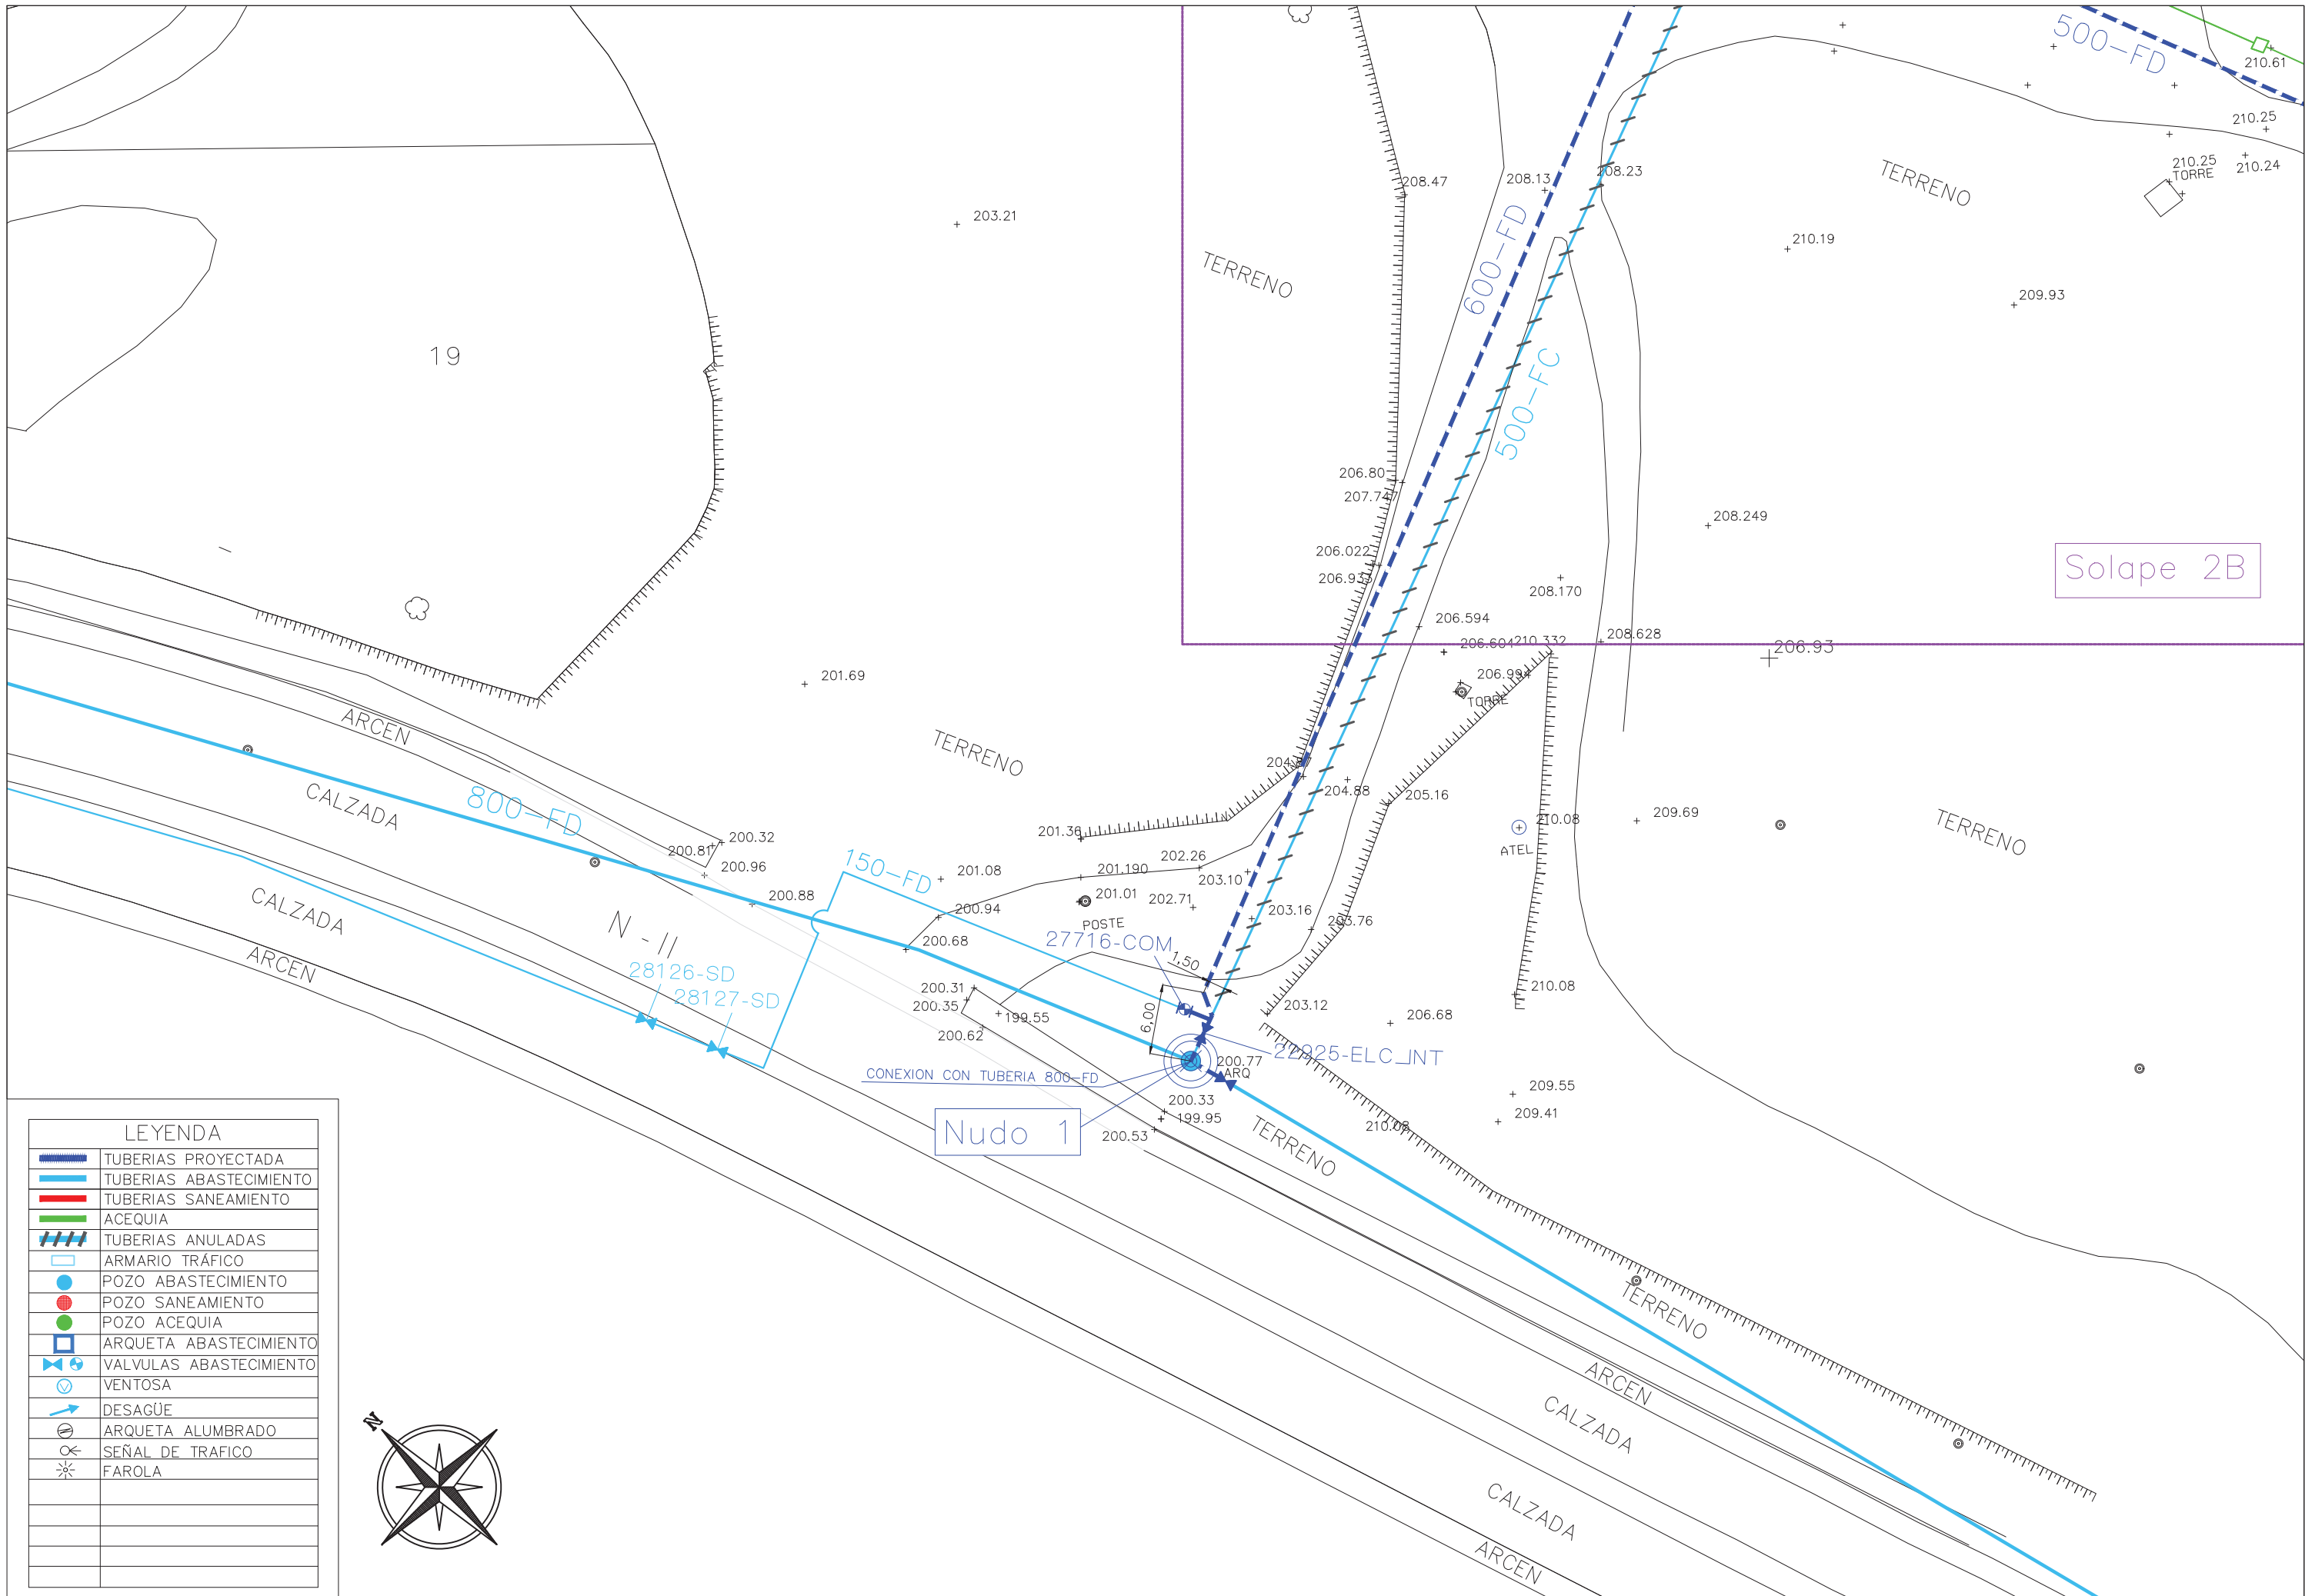 500-FD
210.61
210.25
210.25
TORRE
210.24
208.47
208.13
208.23
TERRENO
203.21
TERRENO
600-FD
210.19
209.93
19
500-FC
206.80
207.747
208.249
206.022
206.933
208.170
Solape 2B
206.594
206.604
210.332
208.628
206.93
201.69
206.994
TORRE
ARCEN
TERRENO
204.87
204.88
205.16
CALZADA
800-FD
200.32
200.81
200.96
201.36
210.08
209.69
TERRENO
ATEL
150-FD
201.08
201.190
202.26
203.10
200.88
200.94
201.01
POSTE
202.71
203.16
203.76
CALZADA
N -II
200.68
27716-COM
1,50
ARCEN
28126-SD
28127-SD
200.31
200.35
199.55
200.62
6,00
203.12
210.08
206.68
22925-ELC_INT
200.77
ARQ
CONEXION CON TUBERIA 800-FD
209.55
209.41
200.33
199.95
200.53
210.08
Nudo 1
TERRENO
TERRENO
ARCEN
CALZADA
CALZADA
ARCEN
LEYENDA
TUBERIAS PROYECTADA
TUBERIAS ABASTECIMIENTO
TUBERIAS SANEAMIENTO
ACEQUIA
TUBERIAS ANULADAS
ARMARIO TRÁFICO
POZO ABASTECIMIENTO
POZO SANEAMIENTO
POZO ACEQUIA
ARQUETA ABASTECIMIENTO
VALVULAS ABASTECIMIENTO
VENTOSA
DESAGÜE
ARQUETA ALUMBRADO
SEÑAL DE TRAFICO
FAROLA
N